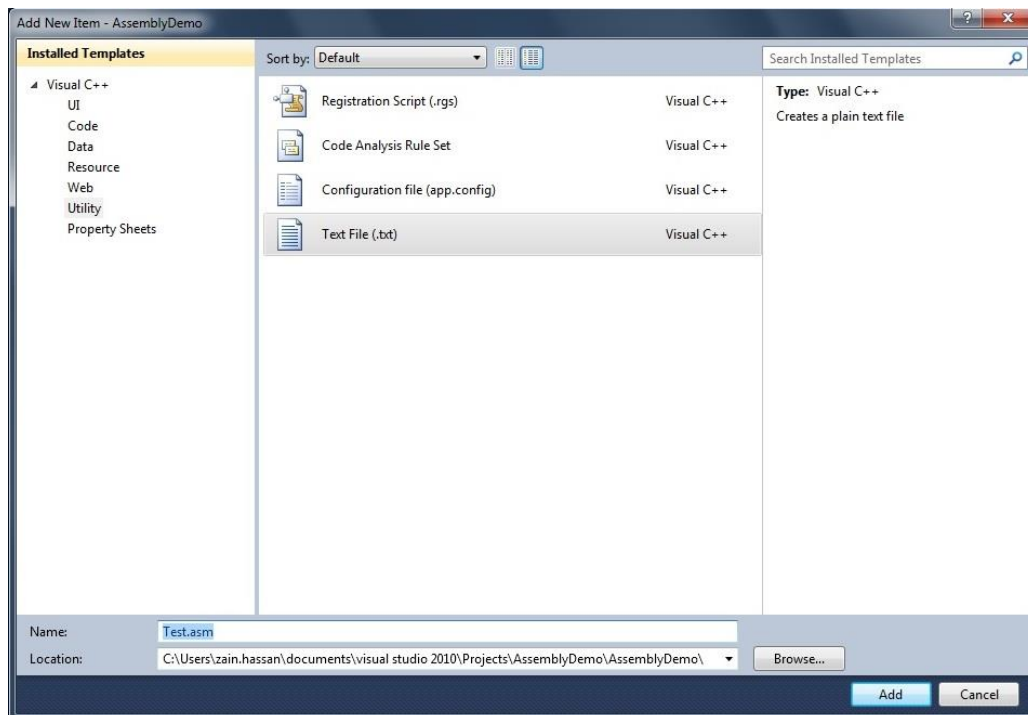 Add New Item - AssemblyDemo
Installed Templates
Visual C++
UI
Code
Data
Resource
Web
Utility
Property Sheets
Sort by: Default
Registration Script (.rgs) Visual C++
Code Analysis Rule Set Visual C++
Configuration file (app.config) Visual C++
Text File (.txt) Visual C++
Search Installed Templates
Type: Visual C++
Creates a plain text file
Name: Test.asm
Location: C:\Users\zain.hassan\documents\visual studio 2010\Projects\AssemblyDemo\AssemblyDemo\
Browse...
Add Cancel